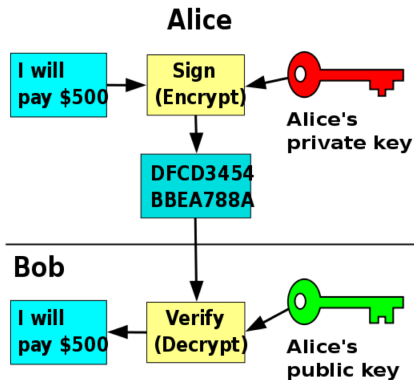 Alice
I will
pay $500
Sign
(Encrypt)
Alice's
private key
DFCD3454
BBEA788A
Bob
I will
pay $500
Verify
(Decrypt)
Alice's
public key